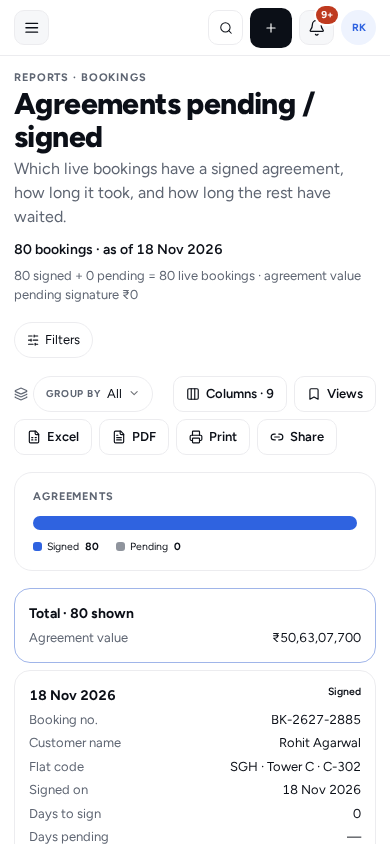 9+
RK
REPORTS · BOOKINGS
Agreements pending /
signed
Which live bookings have a signed agreement,
how long it took, and how long the rest have
waited.
80 bookings · as of 18 Nov 2026
80 signed + 0 pending = 80 live bookings · agreement value
pending signature ₹0
Filters
GROUP BY All
Columns · 9
Views
Excel
PDF
Print
Share
AGREEMENTS
Signed 80 Pending 0
Total · 80 shown
Agreement value ₹50,63,07,700
18 Nov 2026 Signed
Booking no. BK-2627-2885
Customer name Rohit Agarwal
Flat code SGH · Tower C · C-302
Signed on 18 Nov 2026
Days to sign 0
Days pending —